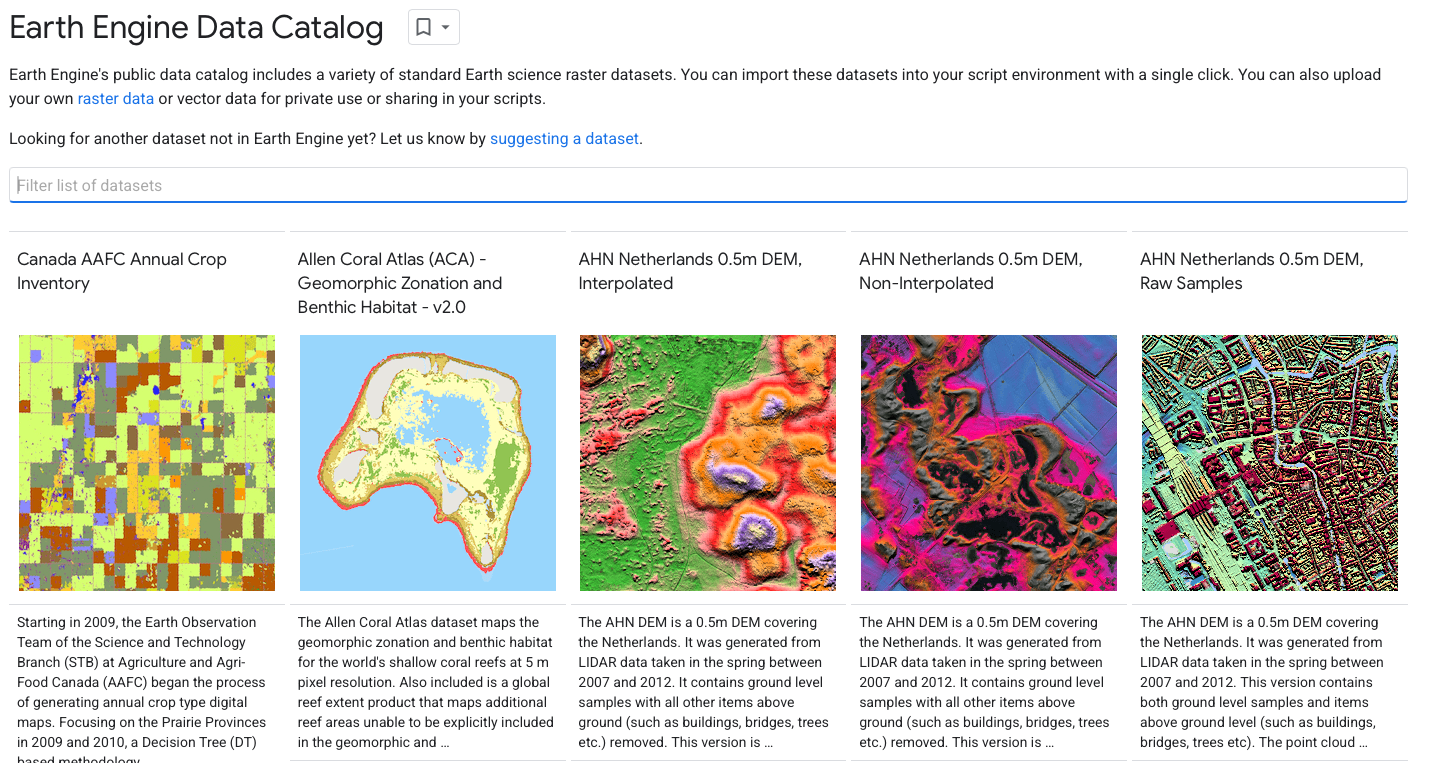 Earth Engine Data Catalog
Earth Engine's public data catalog includes a variety of standard Earth science raster datasets. You can import these datasets into your script environment with a single click. You can also upload
your own raster data or vector data for private use or sharing in your scripts.
Looking for another dataset not in Earth Engine yet? Let us know by suggesting a dataset.
Filter list of datasets
Canada AAFC Annual Crop
Inventory
Starting in 2009, the Earth Observation
Team of the Science and Technology
Branch (STB) at Agriculture and Agri-
Food Canada (AAFC) began the process
of generating annual crop type digital
maps. Focusing on the Prairie Provinces
in 2009 and 2010, a Decision Tree (DT)
based methodology
Allen Coral Atlas (ACA) -
Geomorphic Zonation and
Benthic Habitat - v2.0
The Allen Coral Atlas dataset maps the
geomorphic zonation and benthic habitat
for the world's shallow coral reefs at 5 m
pixel resolution. Also included is a global
reef extent product that maps additional
reef areas unable to be explicitly included
in the geomorphic and …
AHN Netherlands 0.5m DEM,
Interpolated
The AHN DEM is a 0.5m DEM covering
the Netherlands. It was generated from
LIDAR data taken in the spring between
2007 and 2012. It contains ground level
samples with all other items above
ground (such as buildings, bridges, trees
etc.) removed. This version is …
AHN Netherlands 0.5m DEM,
Non-Interpolated
The AHN DEM is a 0.5m DEM covering
the Netherlands. It was generated from
LIDAR data taken in the spring between
2007 and 2012. It contains ground level
samples with all other items above
ground (such as buildings, bridges, trees
etc.) removed. This version is …
AHN Netherlands 0.5m DEM,
Raw Samples
The AHN DEM is a 0.5m DEM covering
the Netherlands. It was generated from
LIDAR data taken in the spring between
2007 and 2012. This version contains
both ground level samples and items
above ground level (such as buildings,
bridges, trees etc). The point cloud …